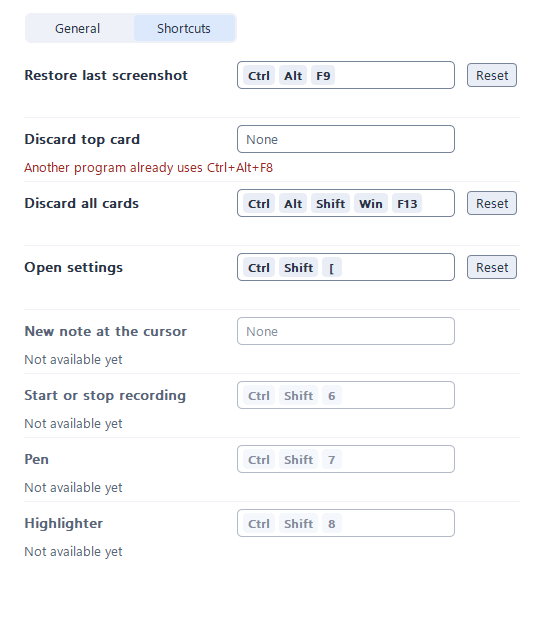 General Shortcuts
Restore last screenshot Ctrl Alt F9 Reset
Discard top card None
Another program already uses Ctrl+Alt+F8
Discard all cards Ctrl Alt Shift Win F13 Reset
Open settings Ctrl Shift [ Reset
New note at the cursor None
Not available yet
Start or stop recording Ctrl Shift 6
Not available yet
Pen Ctrl Shift 7
Not available yet
Highlighter Ctrl Shift 8
Not available yet